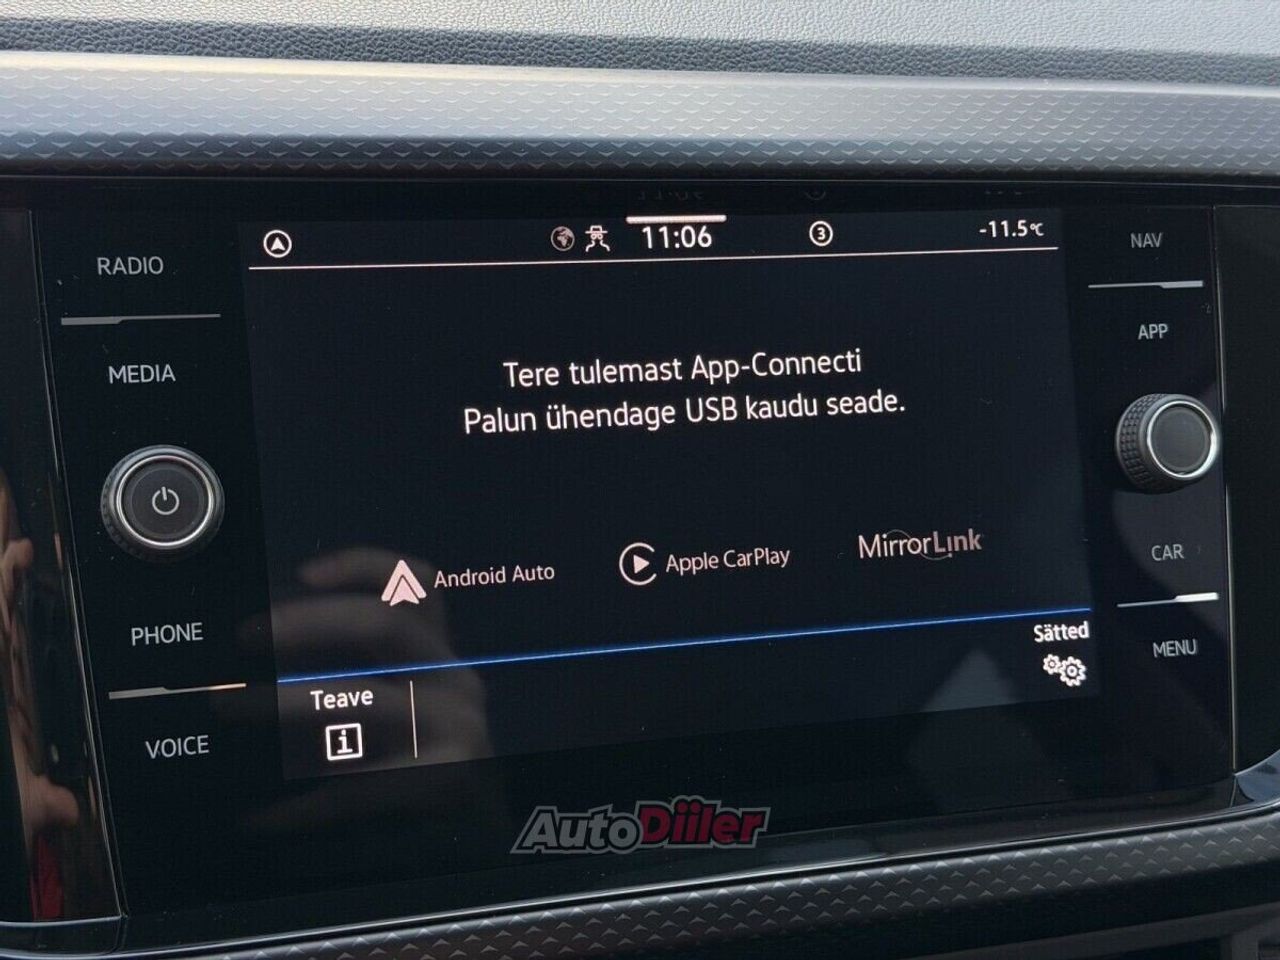 RADIO
MEDIA
PHONE
VOICE
11:06
3
-11.5°C
Tere tulemast App-Connecti
Palun ühendage USB kaudu seade.
Android Auto
Apple CarPlay
MirrorLink
Teave
i
Sätted
NAV
APP
CAR
MENU
AutoDiiler